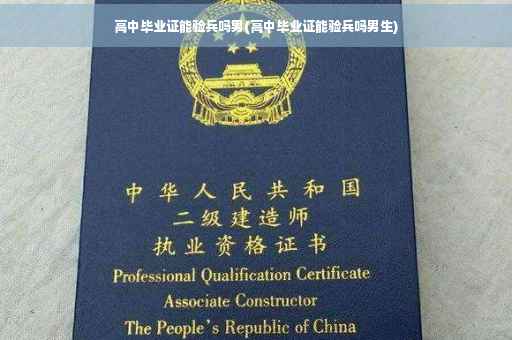 高中毕业证能验兵吗男(高中毕业证能验兵吗男生)
中华人民共和国
二级建造师
执业资格证书
Professional Qualification Certificate
Associate Constructor
The People's Republic of China